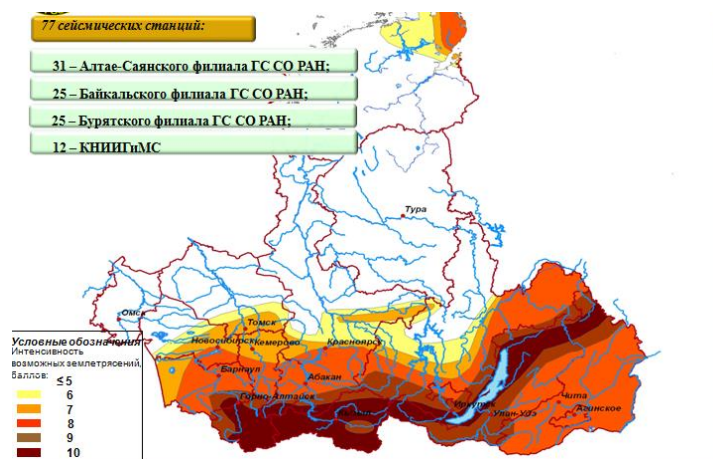 77 сейсмических станций:
31 – Алтае-Саянского филиала ГС СО РАН;
25 – Байкальского филиала ГС СО РАН;
25 – Бурятского филиала ГС СО РАН;
12 – КНИИГиМС
Тура
Омск
Томск
Новосибирск
Кемерово
Красноярск
Барнаул
Абакан
Горно-Алтайск
Иркутск
Улан-Удэ
Чита
Агинское
Условные обозначения
Интенсивность
возможных землетрясений,
баллов:
≤ 5
6
7
8
9
10